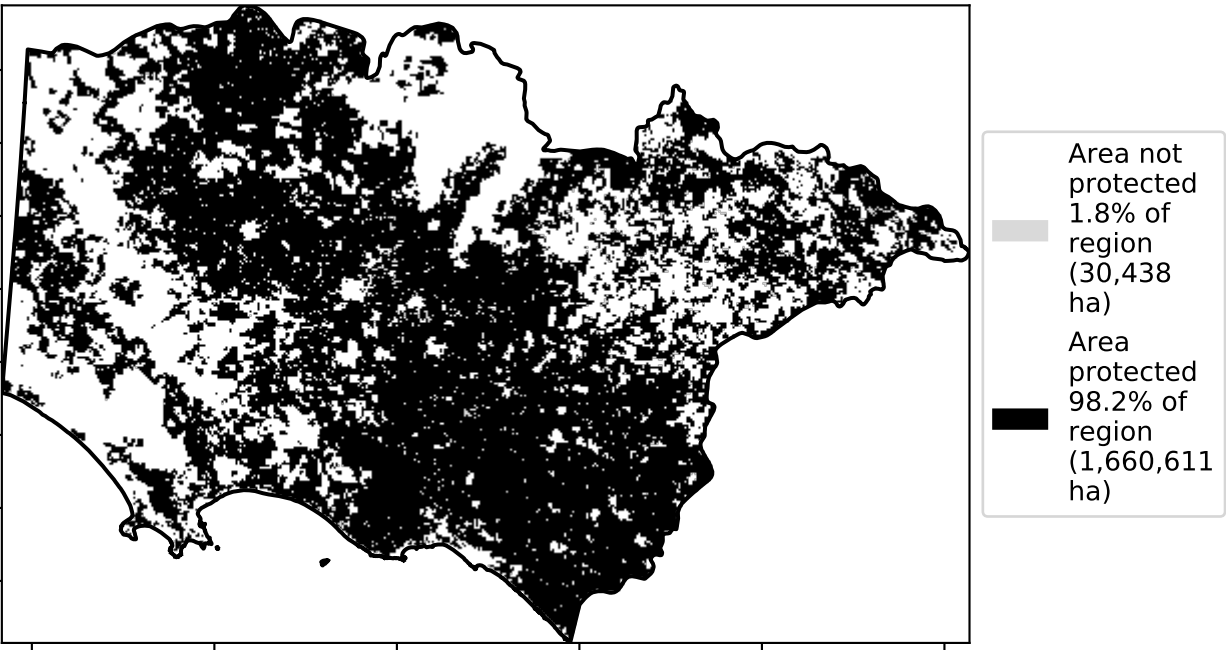 Area not
protected
1.8% of
region
(30,438
ha)
Area
protected
98.2% of
region
(1,660,611
ha)